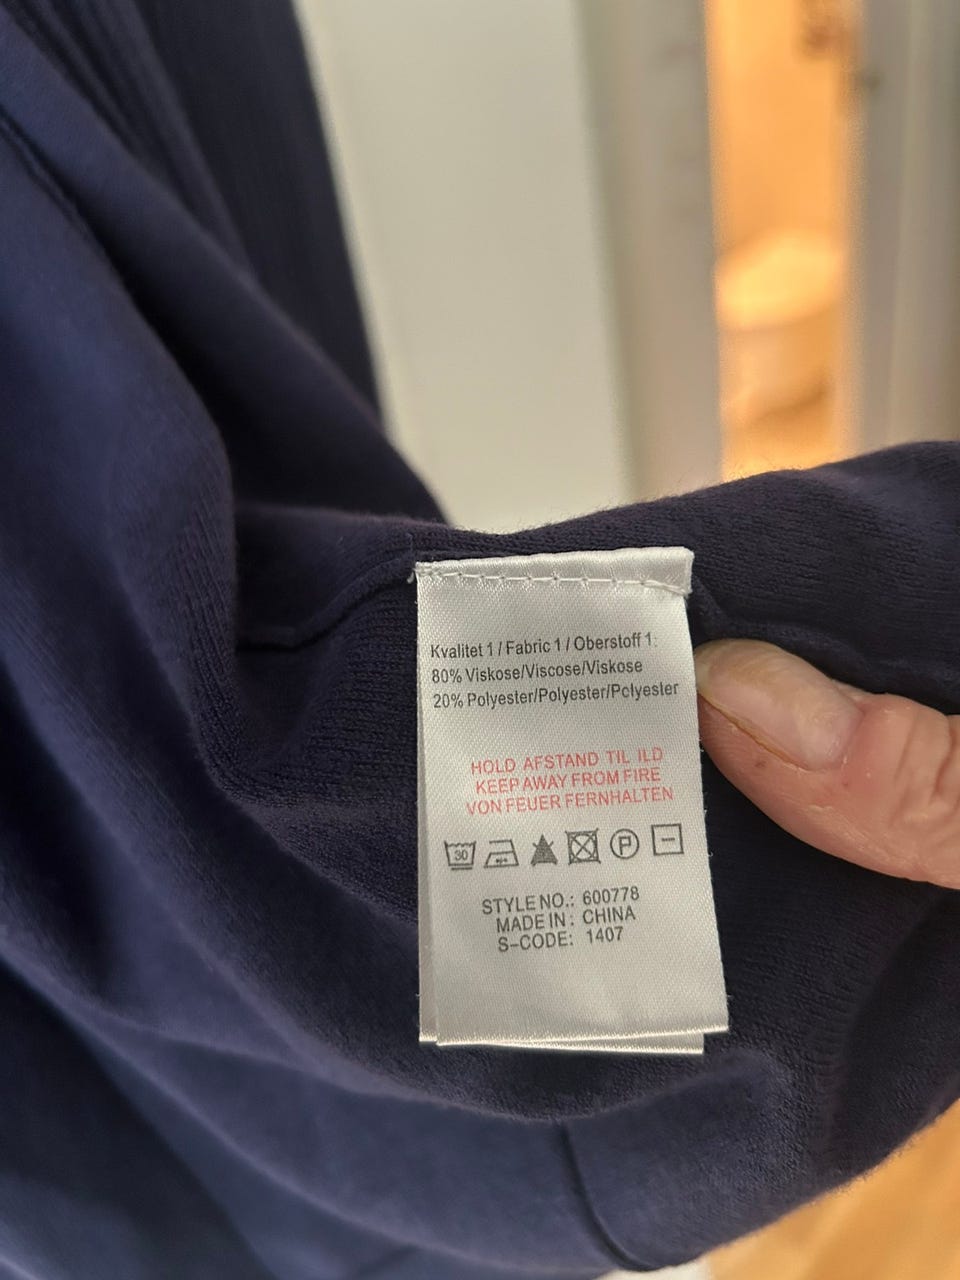 Kvalitet 1 / Fabric 1 / Oberstoff 1:
80% Viskose/Viscose/Viskose
20% Polyester/Polyester/Polyester
HOLD AFSTAND TIL ILD
KEEP AWAY FROM FIRE
VON FEUER FERNHALTEN
30 P
STYLE NO.: 600778
MADE IN : CHINA
S-CODE: 1407